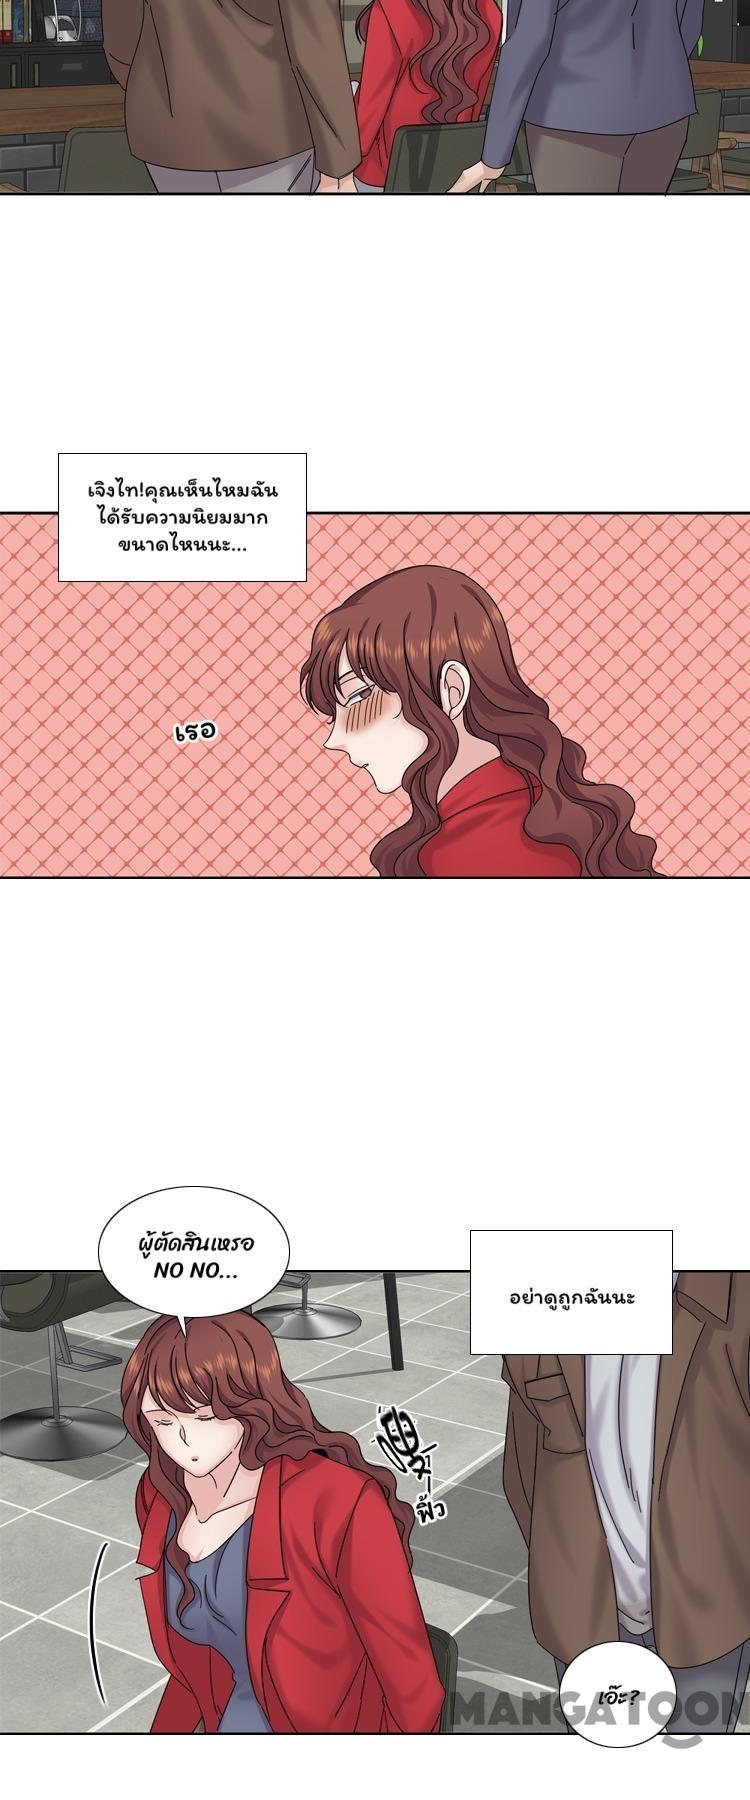 เจิงไท!คุณเห็นไหมฉัน
ได้รับความนิยมมาก
ขนาดไหนนะ...
เรอ
ผู้ตัดสินเหรอ
NO NO...
อย่าดูถูกฉันนะ
ฟิ้ว
เอ๊ะ?
MANGATOON